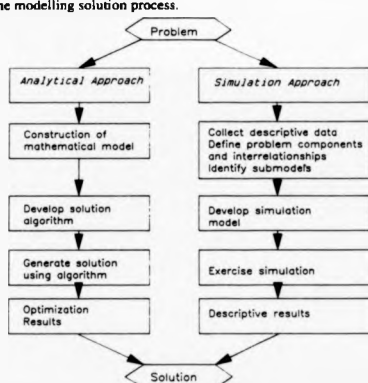 ne modelling solution process.
Problem
Analytical Approach
Simulation Approach
Construction of
mathematical model
Collect descriptive data
Define problem components
and interrelationships
Identify submodels
Develop solution
algorithm
Develop simulation
model
Generate solution
using algorithm
Exercise simulation
Optimization
Results
Descriptive results
Solution